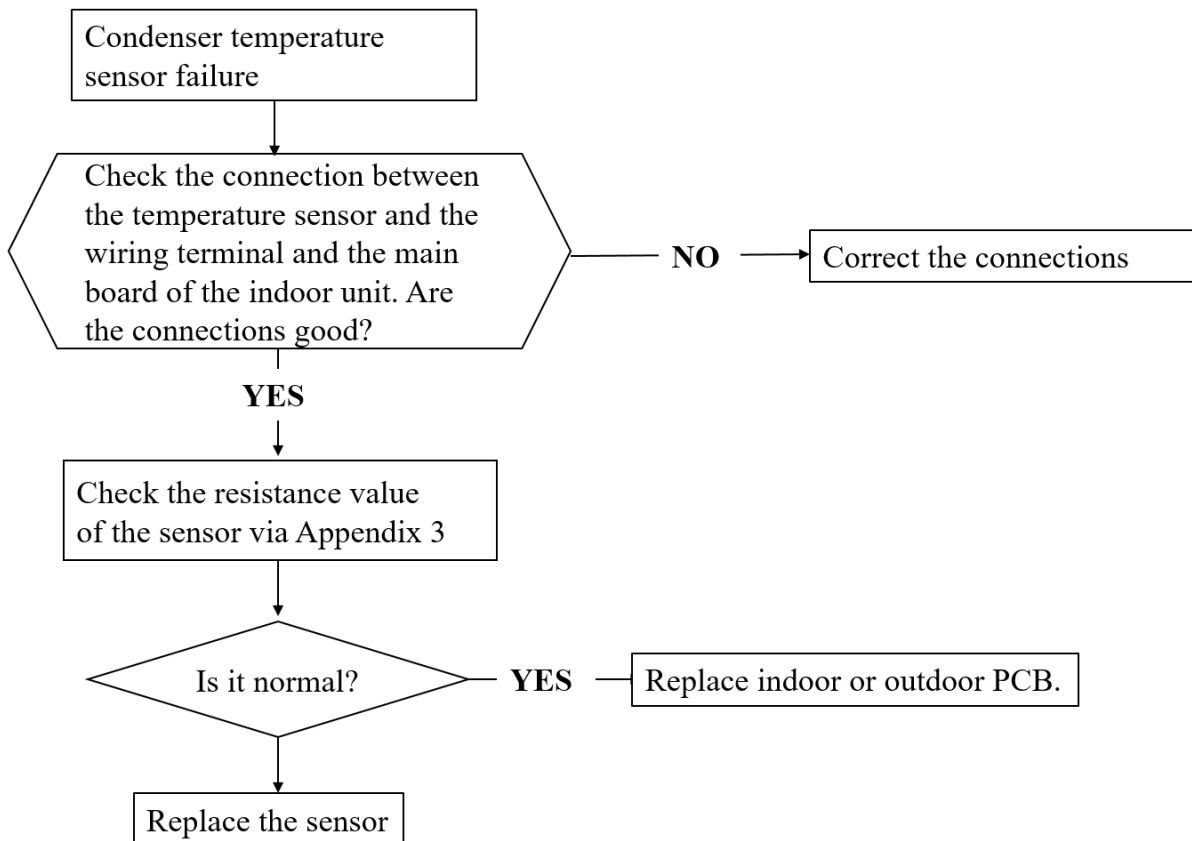 Condenser temperature
sensor failure
Check the connection between
the temperature sensor and the
wiring terminal and the main
board of the indoor unit. Are
the connections good?
NO
Correct the connections
YES
Check the resistance value
of the sensor via Appendix 3
Is it normal?
YES
Replace indoor or outdoor PCB.
Replace the sensor